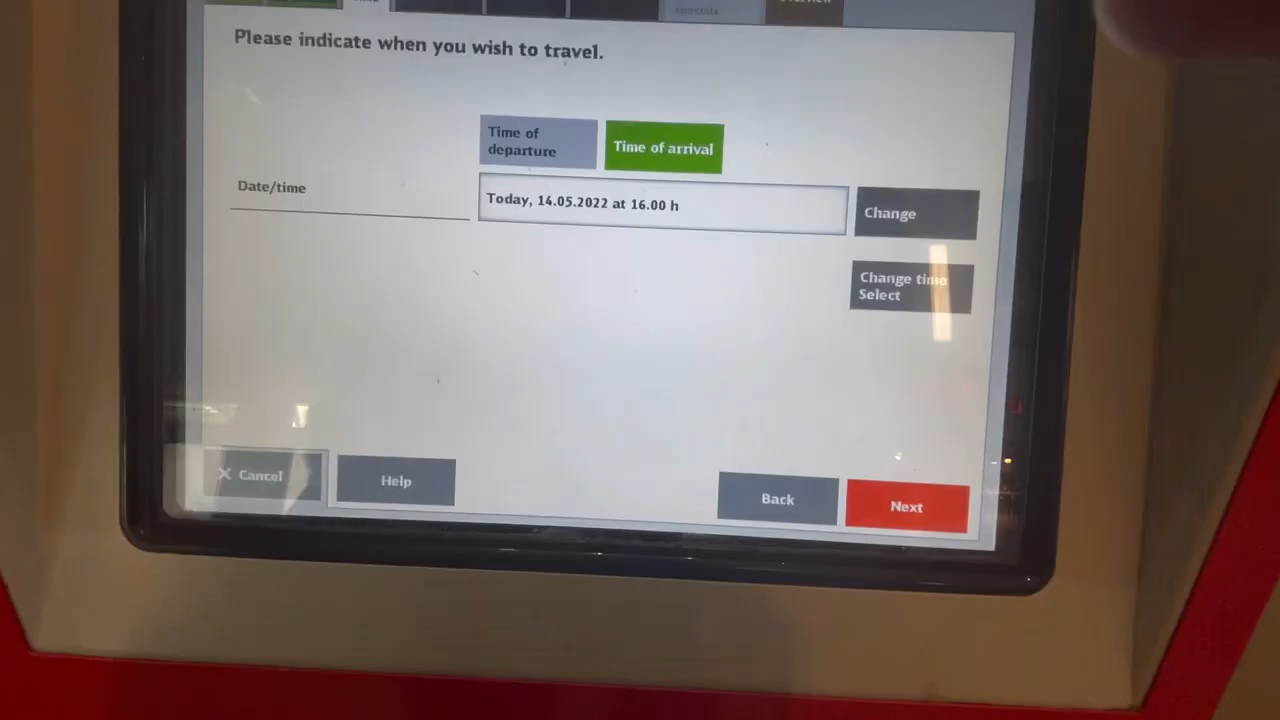 Please indicate when you wish to travel.
Time of
departure
Time of arrival
Date/time
Today, 14.05.2022 at 16.00 h
Change
Change time
Select
X Cancel
Help
Back
Next